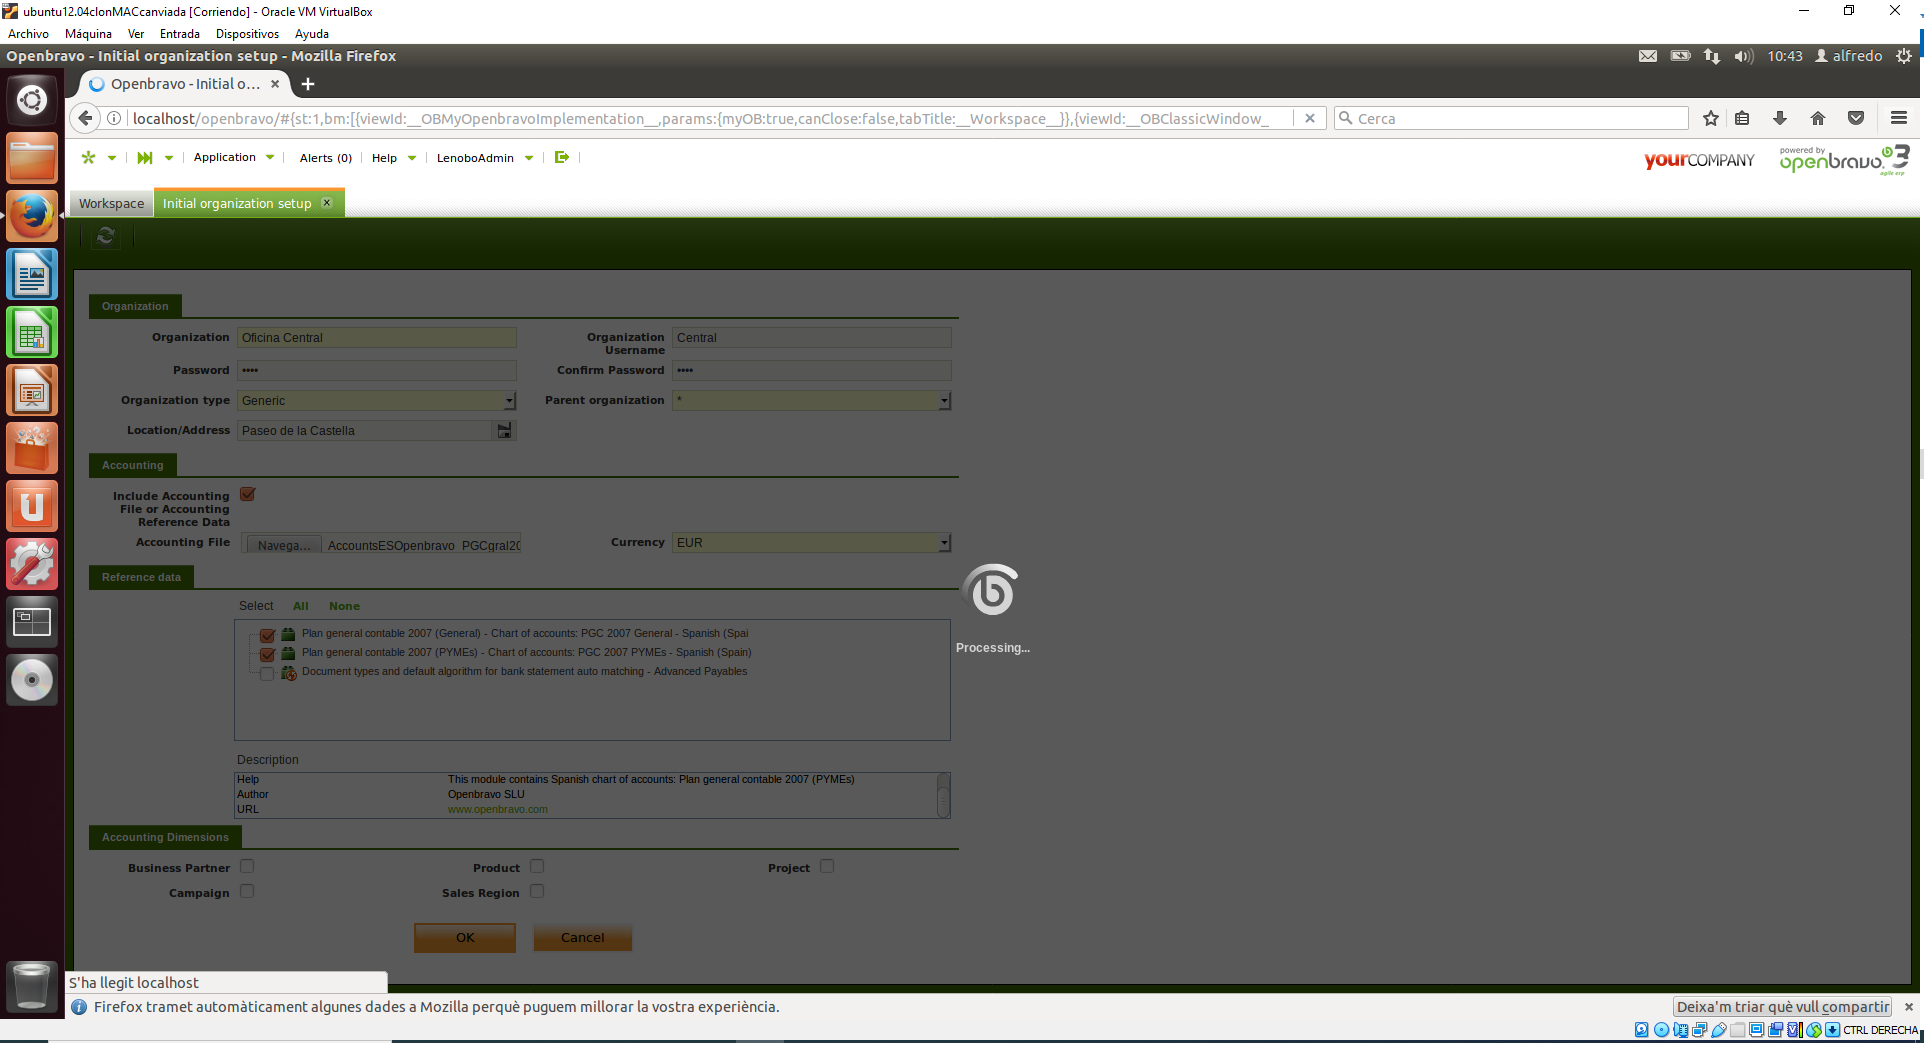 ubuntu12.04clonMACcanviada [Corriendo] - Oracle VM VirtualBox
Archivo Máquina Ver Entrada Dispositivos Ayuda
Openbravo - Initial organization setup - Mozilla Firefox
10:43 alfredo
Openbravo - Initial o...
localhost/openbravo/#{st:1,bm:[{viewId:__OBMyOpenbravoImplementation__,params:{myOB:true,canClose:false,tabTitle:__Workspace__}},{viewId:__OBClassicWindow_
Cerca
Application Alerts (0) Help LenoboAdmin
yourCOMPANY
powered by
openbravo 3
agile erp
Workspace Initial organization setup
Organization
Organization Oficina Central Organization Username Central
Password •••• Confirm Password ••••
Organization type Generic Parent organization *
Location/Address Paseo de la Castella
Accounting
Include Accounting
File or Accounting
Reference Data
Accounting File Navega... AccountsESOpenbravo_PGCgral20 Currency EUR
Reference data
Select All None
Plan general contable 2007 (General) - Chart of accounts: PGC 2007 General - Spanish (Spai
Plan general contable 2007 (PYMEs) - Chart of accounts: PGC 2007 PYMEs - Spanish (Spain)
Document types and default algorithm for bank statement auto matching - Advanced Payables
Processing...
Description
Help This module contains Spanish chart of accounts: Plan general contable 2007 (PYMEs)
Author Openbravo SLU
URL www.openbravo.com
Accounting Dimensions
Business Partner Product Project
Campaign Sales Region
OK Cancel
S'ha llegit localhost
Firefox tramet automàticament algunes dades a Mozilla perquè puguem millorar la vostra experiència.
Deixa'm triar què vull compartir
CTRL DERECHA